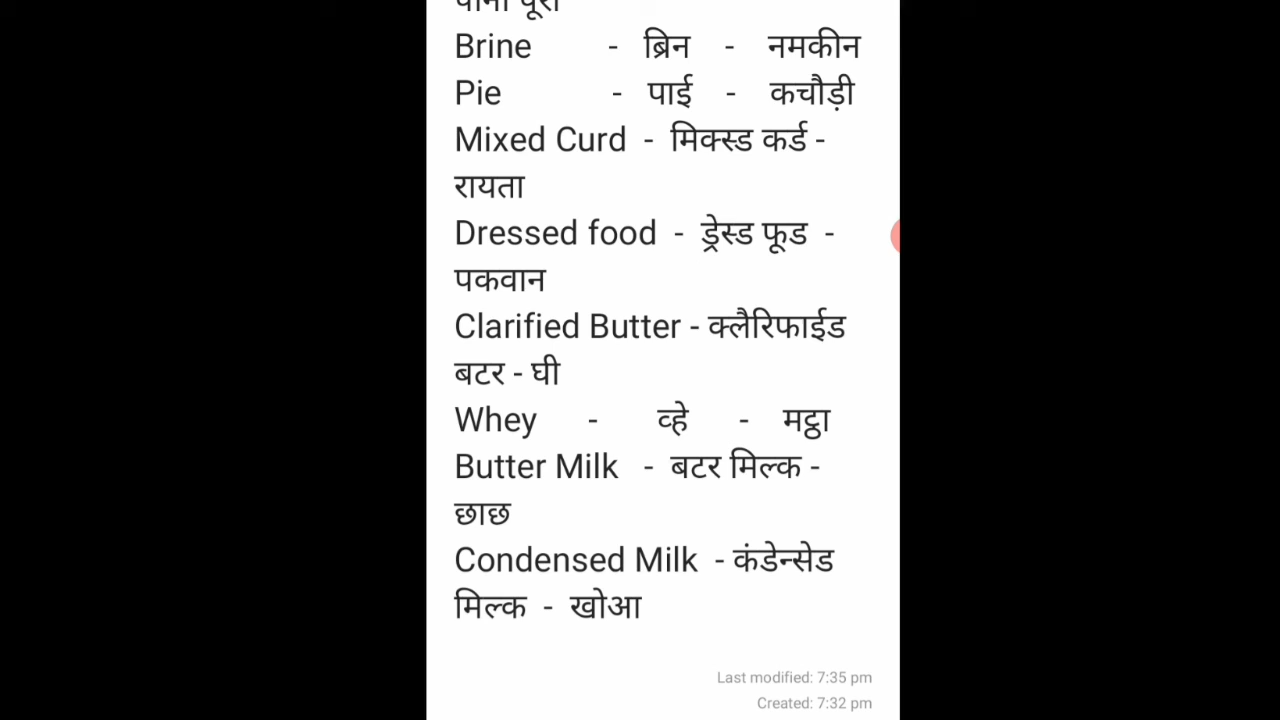 Brine - ब्रिन - नमकीन
Pie - पाई - कचौड़ी
Mixed Curd - मिक्स्ड कर्ड -
रायता
Dressed food - ड्रेस्ड फूड -
पकवान
Clarified Butter - क्लैरिफाईड
बटर - घी
Whey - व्हे - मट्ठा
Butter Milk - बटर मिल्क -
छाछ
Condensed Milk - कंडेन्सेड
मिल्क - खोआ
Last modified: 7:35 pm
Created: 7:32 pm